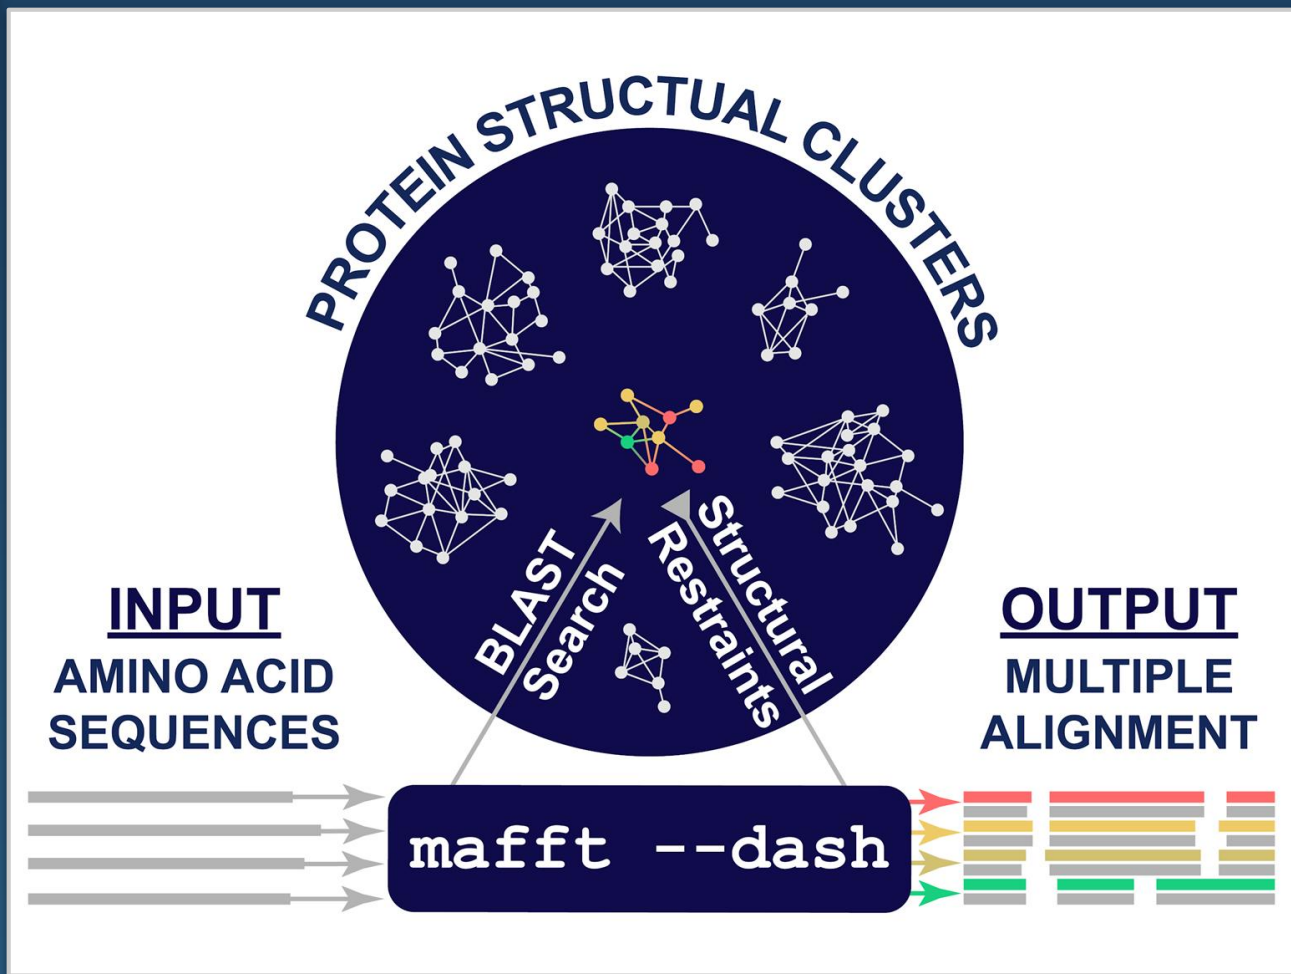 PROTEIN STRUCTUAL CLUSTERS
BLAST
Search
Structural
Restraints
INPUT
AMINO ACID
SEQUENCES
OUTPUT
MULTIPLE
ALIGNMENT
mafft --dash